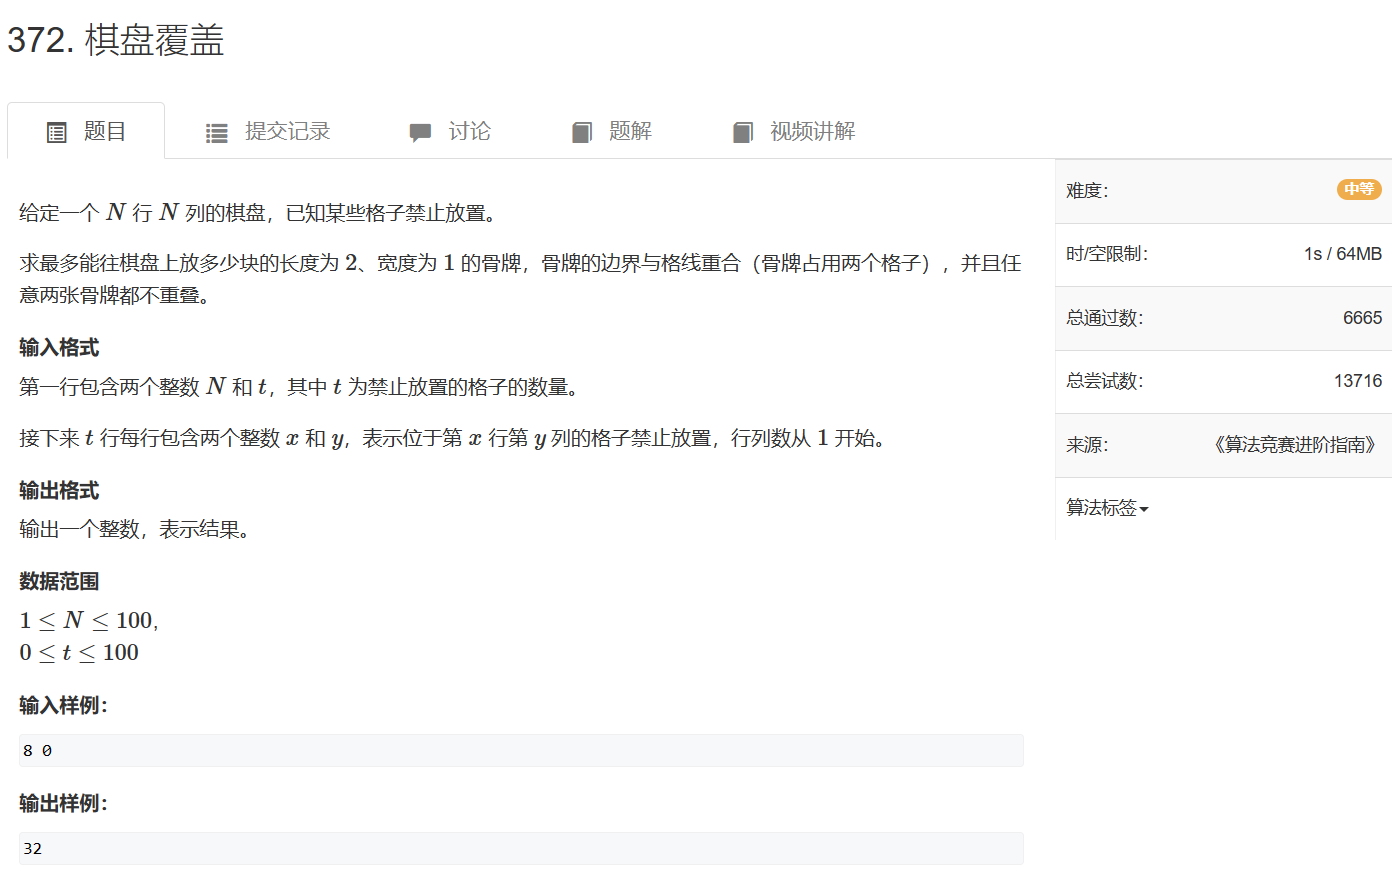 372. 棋盘覆盖
题目 提交记录 讨论 题解 视频讲解
给定一个 N 行 N 列的棋盘，已知某些格子禁止放置。
求最多能往棋盘上放多少块的长度为 2、宽度为 1 的骨牌，骨牌的边界与格线重合（骨牌占用两个格子），并且任
意两张骨牌都不重叠。
输入格式
第一行包含两个整数 N 和 t，其中 t 为禁止放置的格子的数量。
接下来 t 行每行包含两个整数 x 和 y，表示位于第 x 行第 y 列的格子禁止放置，行列数从 1 开始。
输出格式
输出一个整数，表示结果。
数据范围
1 ≤ N ≤ 100,
0 ≤ t ≤ 100
输入样例：
8 0
输出样例：
32
难度： 中等
时/空限制： 1s / 64MB
总通过数： 6665
总尝试数： 13716
来源： 《算法竞赛进阶指南》
算法标签